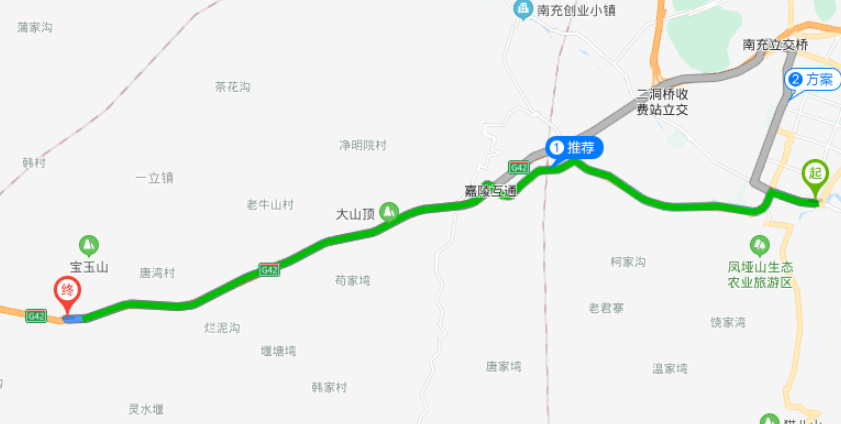 蒲家沟
南充创业小镇
南充立交桥
2 方案
茶花沟
二洞桥收
费站立交
净明院村
1 推荐
韩村
一立镇
G42
起
嘉陵互通
老牛山村
大山顶
宝玉山
唐湾村
G42
荀家塆
柯家沟
凤垭山生态
农业旅游区
终
G42
烂泥沟
老君寨
饶家湾
堰塘塆
唐家塆
温家塆
韩家村
灵水堰